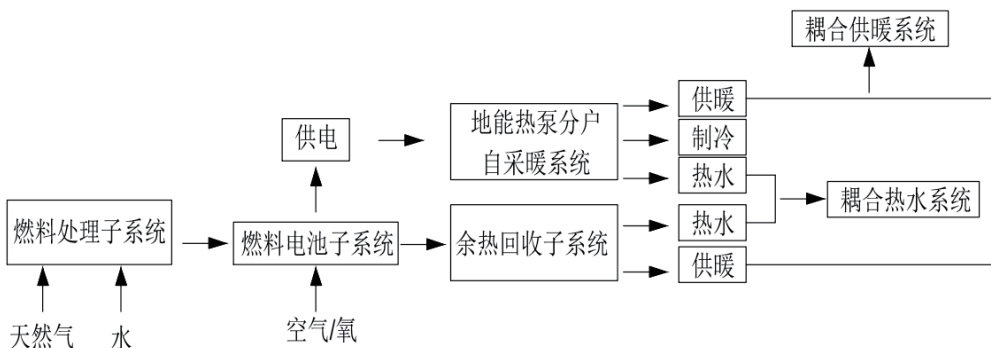 耦合供暖系统
供暖
供电
地能热泵分户
自采暖系统
制冷
热水
耦合热水系统
燃料处理子系统
燃料电池子系统
余热回收子系统
热水
供暖
天然气
水
空气/氧